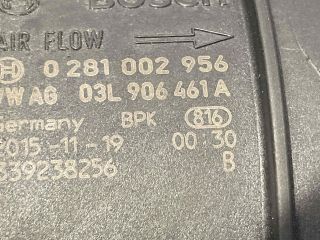 BOSCH
AIR FLOW
0 281 002 956
VW AG 03L 906 461 A
Germany BPK 816
2015-11-19 00:30
339238256 B